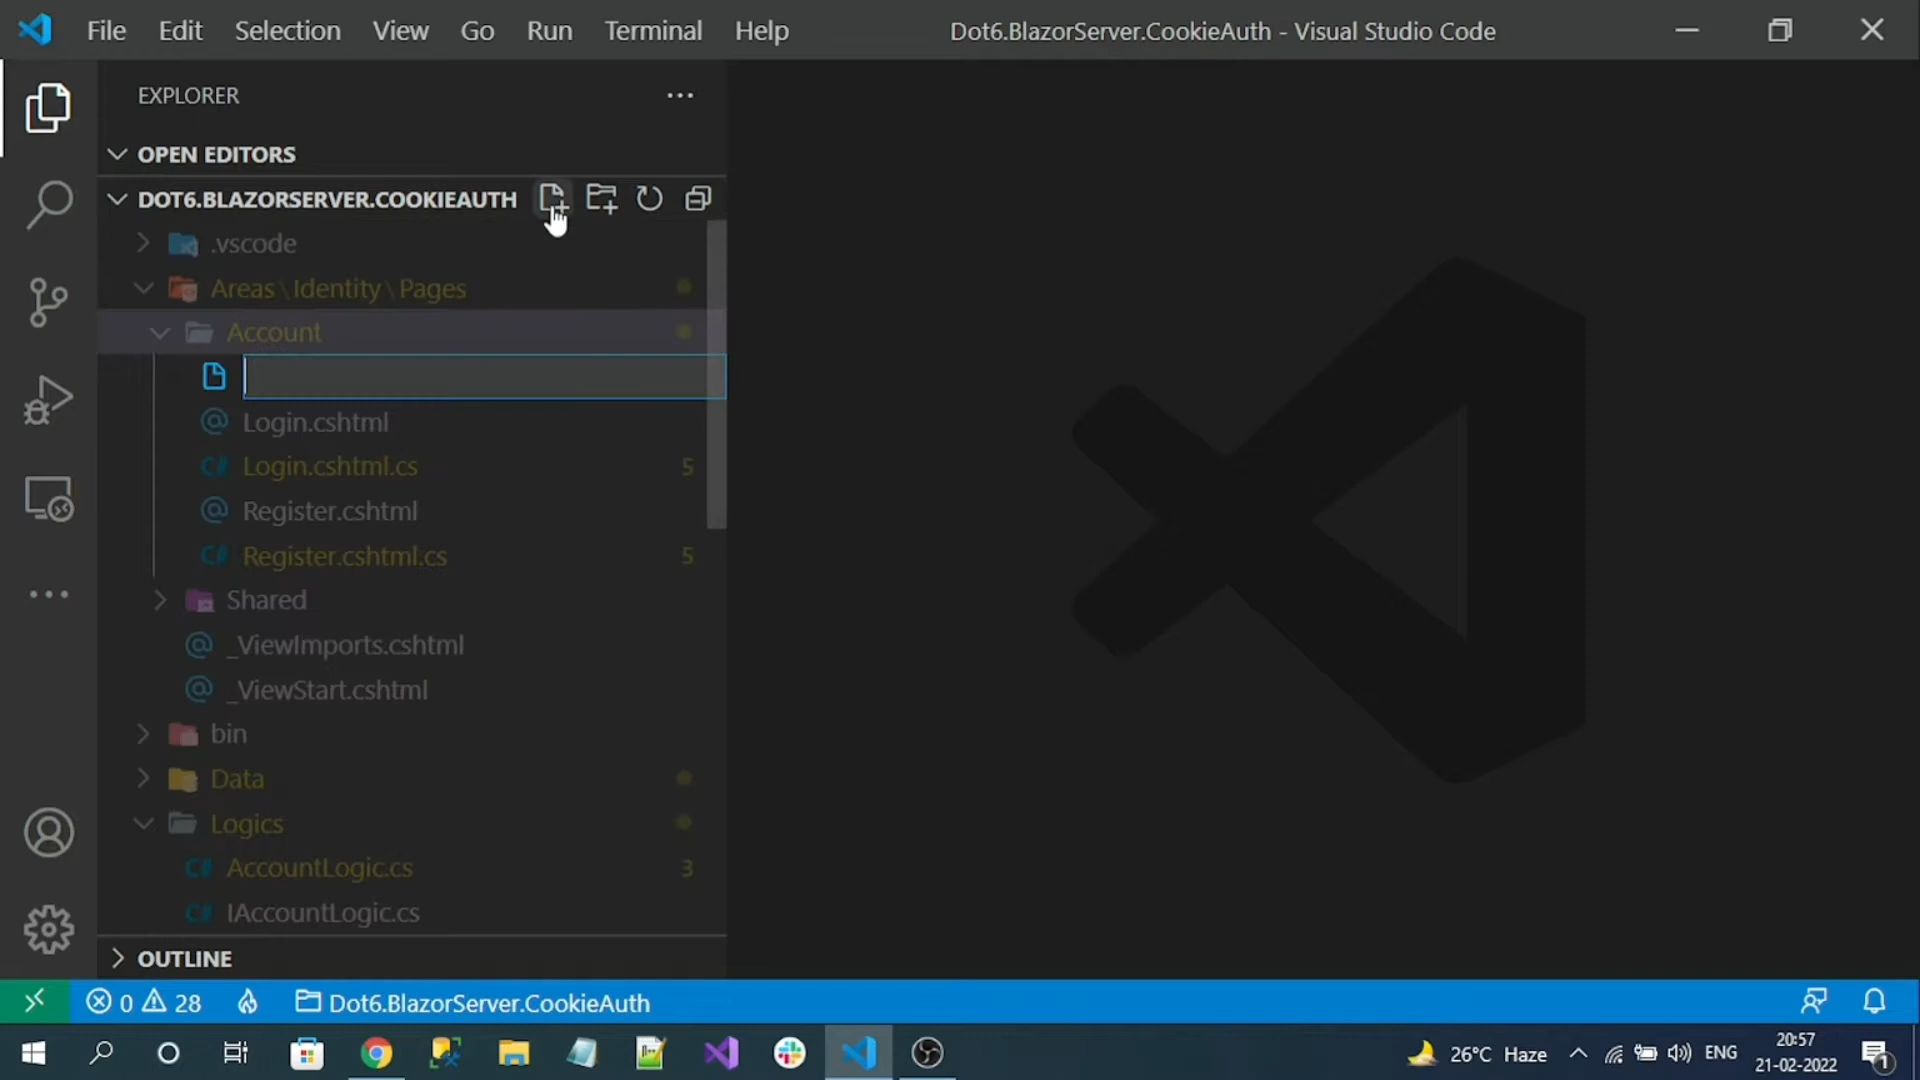 File Edit Selection View Go Run Terminal Help
Dot6.BlazorServer.CookieAuth - Visual Studio Code
EXPLORER
OPEN EDITORS
DOT6.BLAZORSERVER.COOKIEAUTH
.vscode
Areas\Identity\Pages
Account
Login.cshtml
Login.cshtml.cs 5
Register.cshtml
Register.cshtml.cs 5
Shared
_ViewImports.cshtml
_ViewStart.cshtml
bin
Data
Logics
AccountLogic.cs 3
IAccountLogic.cs
OUTLINE
0 28 Dot6.BlazorServer.CookieAuth
26°C Haze ENG
20:57
21-02-2022
1